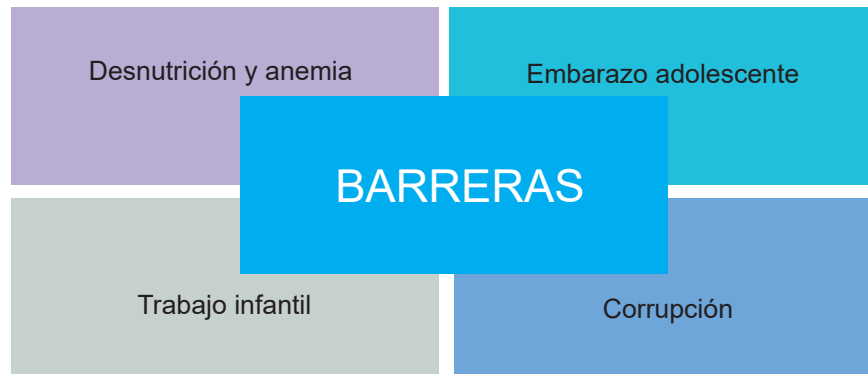 Desnutrición y anemia
Embarazo adolescente
BARRERAS
Trabajo infantil
Corrupción